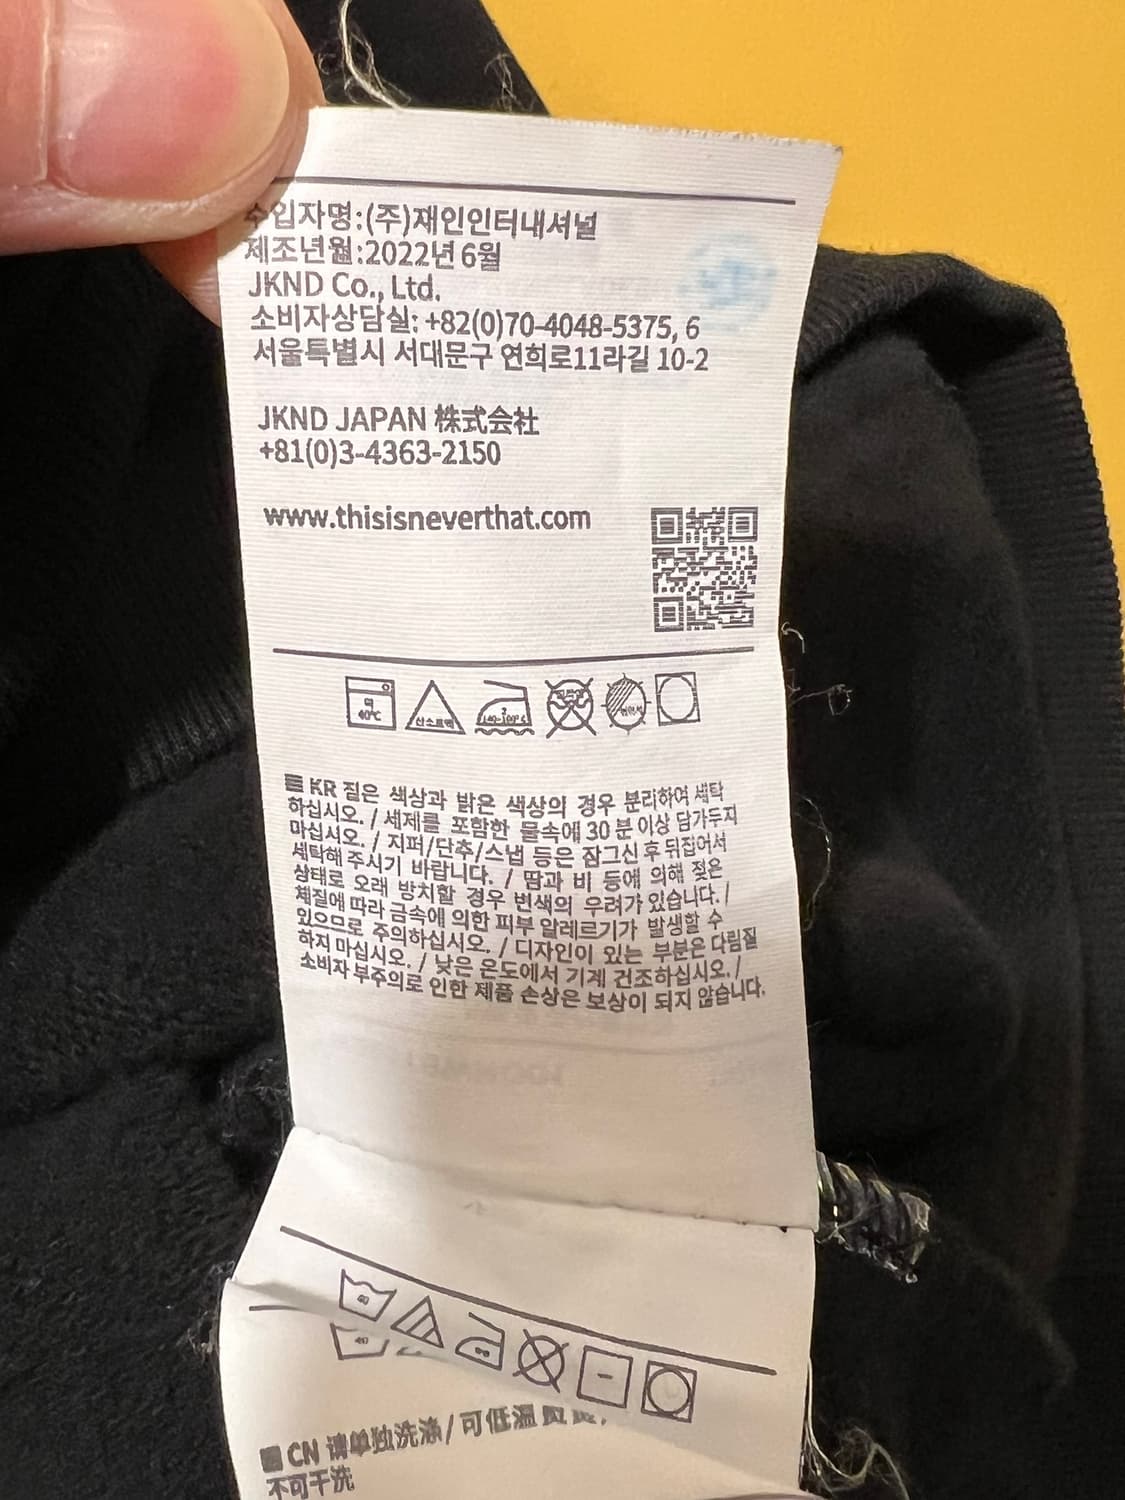 수입자명:(주)재인인터내셔널
제조년월:2022년 6월
JKND Co., Ltd.
소비자상담실: +82(0)70-4048-5375, 6
서울특별시 서대문구 연희로11라길 10-2
JKND JAPAN 株式会社
+81(0)3-4363-2150
www.thisisneverthat.com
약 40℃
산소표백
140-160℃
KR 짙은 색상과 밝은 색상의 경우 분리하여 세탁
하십시오. / 세제를 포함한 물속에 30분 이상 담가두지
마십시오. / 지퍼/단추/스냅 등은 잠그신 후 뒤집어서
세탁해 주시기 바랍니다. / 땀과 비 등에 의해 젖은
상태로 오래 방치할 경우 변색의 우려가 있습니다. /
체질에 따라 금속에 의한 피부 알레르기가 발생할 수
있으므로 주의하십시오. / 디자인이 있는 부분은 다림질
하지 마십시오. / 낮은 온도에서 기계 건조하십시오. /
소비자 부주의로 인한 제품 손상은 보상이 되지 않습니다.
40
40
CN 请单独洗涤/可低温
不可干洗